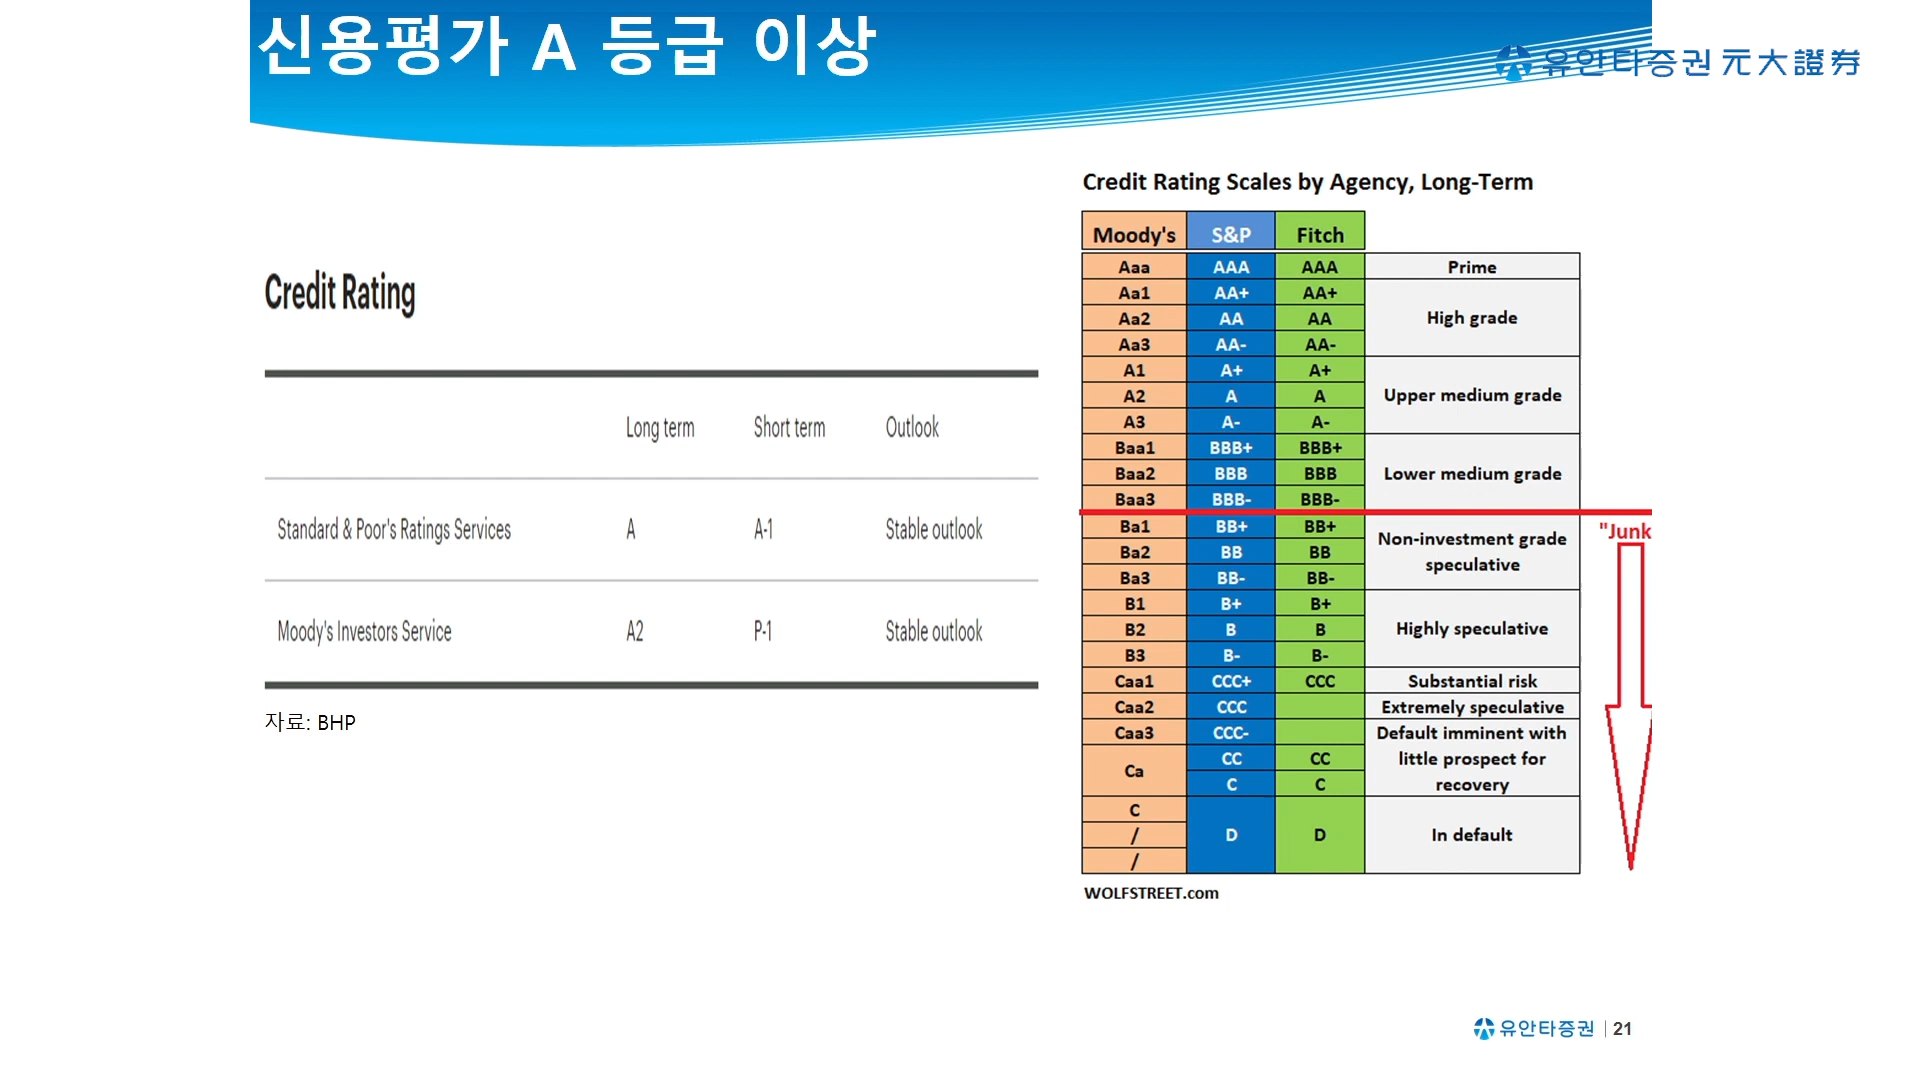 신용평가 A 등급 이상
유안타증권 元大證券
Credit Rating
Long term Short term Outlook
Standard & Poor's Ratings Services A A-1 Stable outlook
Moody's Investors Service A2 P-1 Stable outlook
자료: BHP
Credit Rating Scales by Agency, Long-Term
Moody's S&P Fitch
Aaa AAA AAA Prime
Aa1 AA+ AA+
Aa2 AA AA High grade
Aa3 AA- AA-
A1 A+ A+
A2 A A Upper medium grade
A3 A- A-
Baa1 BBB+ BBB+
Baa2 BBB BBB Lower medium grade
Baa3 BBB- BBB-
"Junk
Ba1 BB+ BB+ Non-investment grade
Ba2 BB BB speculative
Ba3 BB- BB-
B1 B+ B+
B2 B B Highly speculative
B3 B- B-
Caa1 CCC+ CCC Substantial risk
Caa2 CCC Extremely speculative
Caa3 CCC- Default imminent with
Ca CC CC little prospect for
C C recovery
C
/ D D In default
/
WOLFSTREET.com
유안타증권 | 21